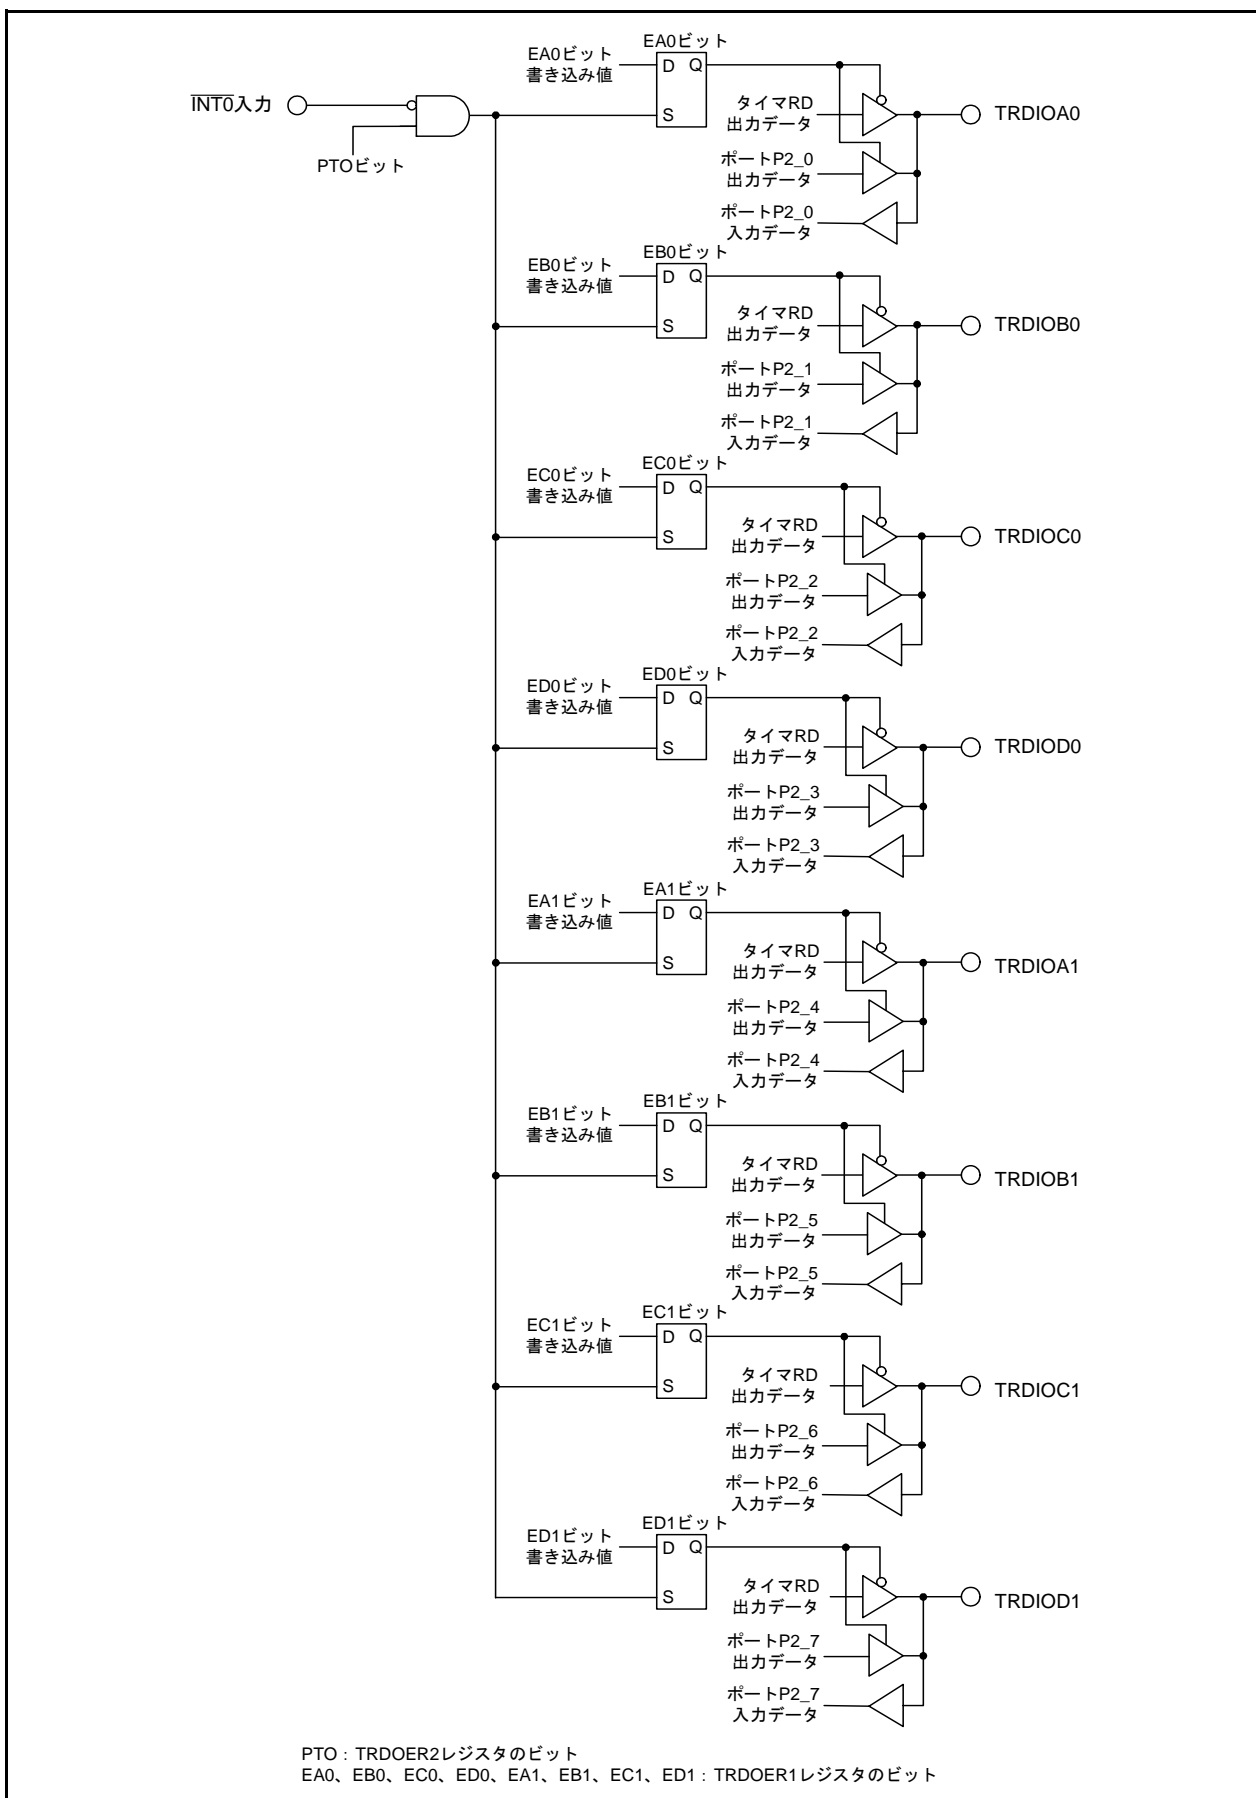 EA0ビット
EA0ビット
書き込み値
D Q
S
INT0入力
PTOビット
タイマRD
出力データ
TRDIOA0
ポートP2_0
出力データ
ポートP2_0
入力データ
EB0ビット
EB0ビット
書き込み値
D Q
S
タイマRD
出力データ
TRDIOB0
ポートP2_1
出力データ
ポートP2_1
入力データ
EC0ビット
EC0ビット
書き込み値
D Q
S
タイマRD
出力データ
TRDIOC0
ポートP2_2
出力データ
ポートP2_2
入力データ
ED0ビット
ED0ビット
書き込み値
D Q
S
タイマRD
出力データ
TRDIOD0
ポートP2_3
出力データ
ポートP2_3
入力データ
EA1ビット
EA1ビット
書き込み値
D Q
S
タイマRD
出力データ
TRDIOA1
ポートP2_4
出力データ
ポートP2_4
入力データ
EB1ビット
EB1ビット
書き込み値
D Q
S
タイマRD
出力データ
TRDIOB1
ポートP2_5
出力データ
ポートP2_5
入力データ
EC1ビット
EC1ビット
書き込み値
D Q
S
タイマRD
出力データ
TRDIOC1
ポートP2_6
出力データ
ポートP2_6
入力データ
ED1ビット
ED1ビット
書き込み値
D Q
S
タイマRD
出力データ
TRDIOD1
ポートP2_7
出力データ
ポートP2_7
入力データ
PTO：TRDOER2レジスタのビット
EA0、EB0、EC0、ED0、EA1、EB1、EC1、ED1：TRDOER1レジスタのビット